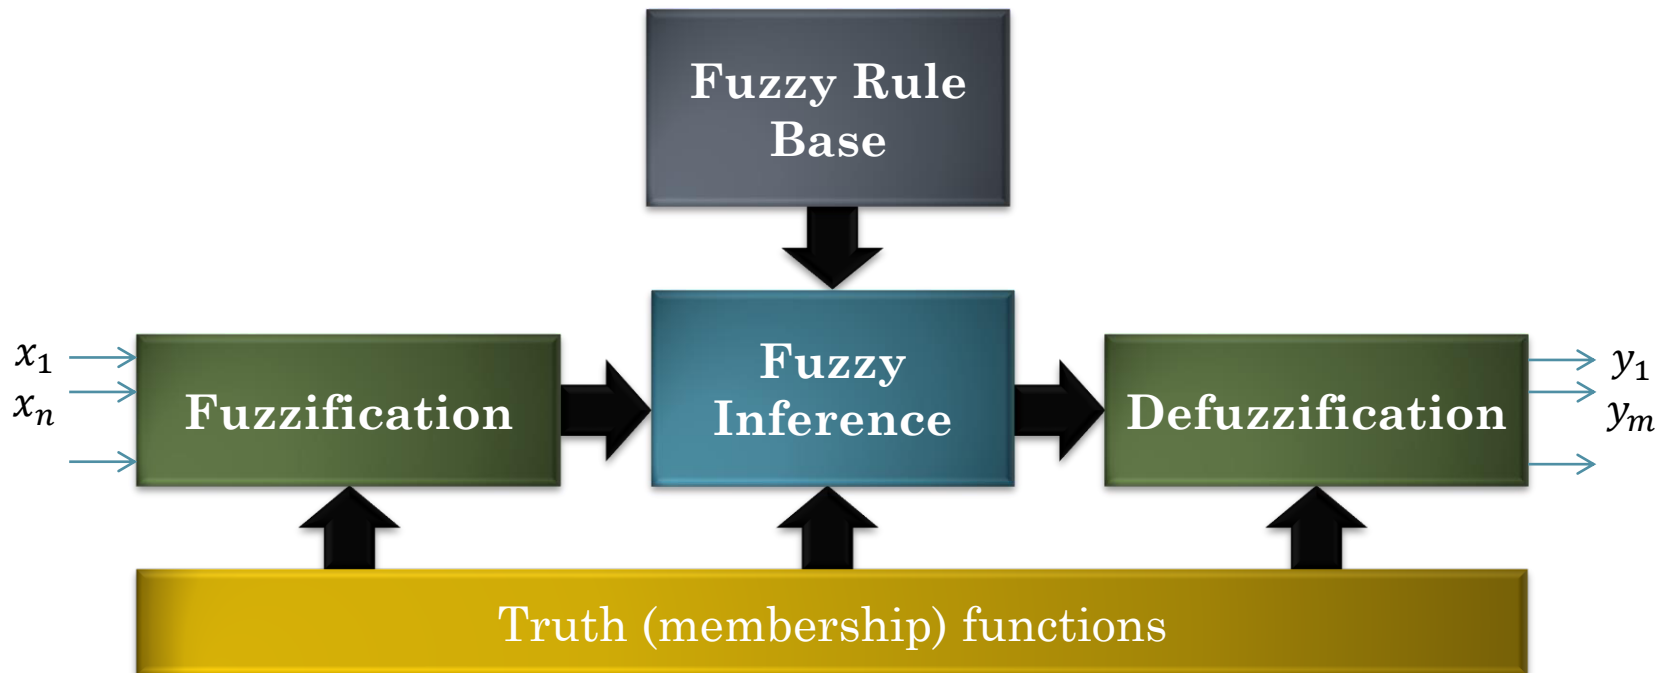 Fuzzy Rule
Base
x₁
xₙ
Fuzzification
Fuzzy
Inference
Defuzzification
y₁
yₘ
Truth (membership) functions